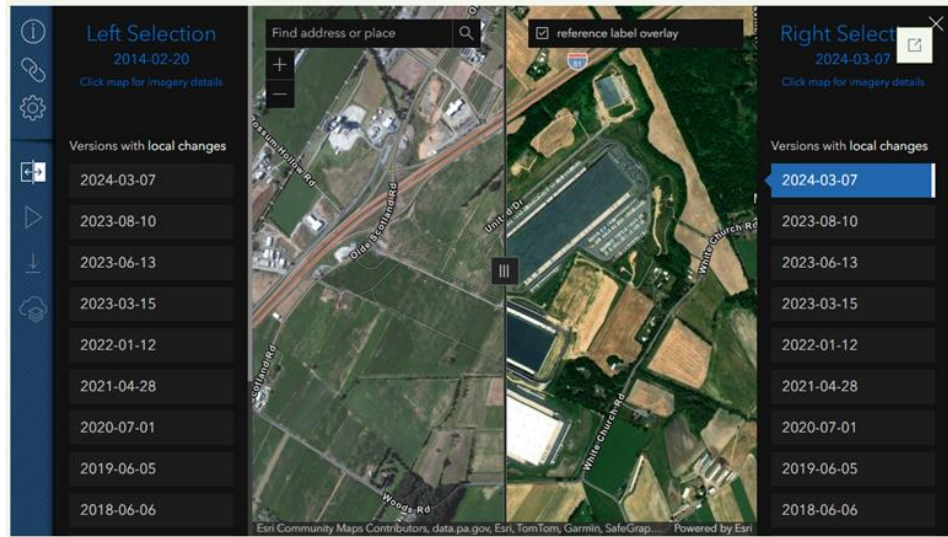 Left Selection
2014-02-20
Click map for imagery details
Versions with local changes
2024-03-07
2023-08-10
2023-06-13
2023-03-15
2022-01-12
2021-04-28
2020-07-01
2019-06-05
2018-06-06
Find address or place
reference label overlay
81
Possum Hollow Rd
Olde Scotland Rd
Scotland Rd
Woods Rd
United Dr
White Church Rd
White Church Rd
Esri Community Maps Contributors, data.pa.gov, Esri, TomTom, Garmin, SafeGrap... Powered by Esri
Right Select
2024-03-07
Click map for imagery details
Versions with local changes
2024-03-07
2023-08-10
2023-06-13
2023-03-15
2022-01-12
2021-04-28
2020-07-01
2019-06-05
2018-06-06